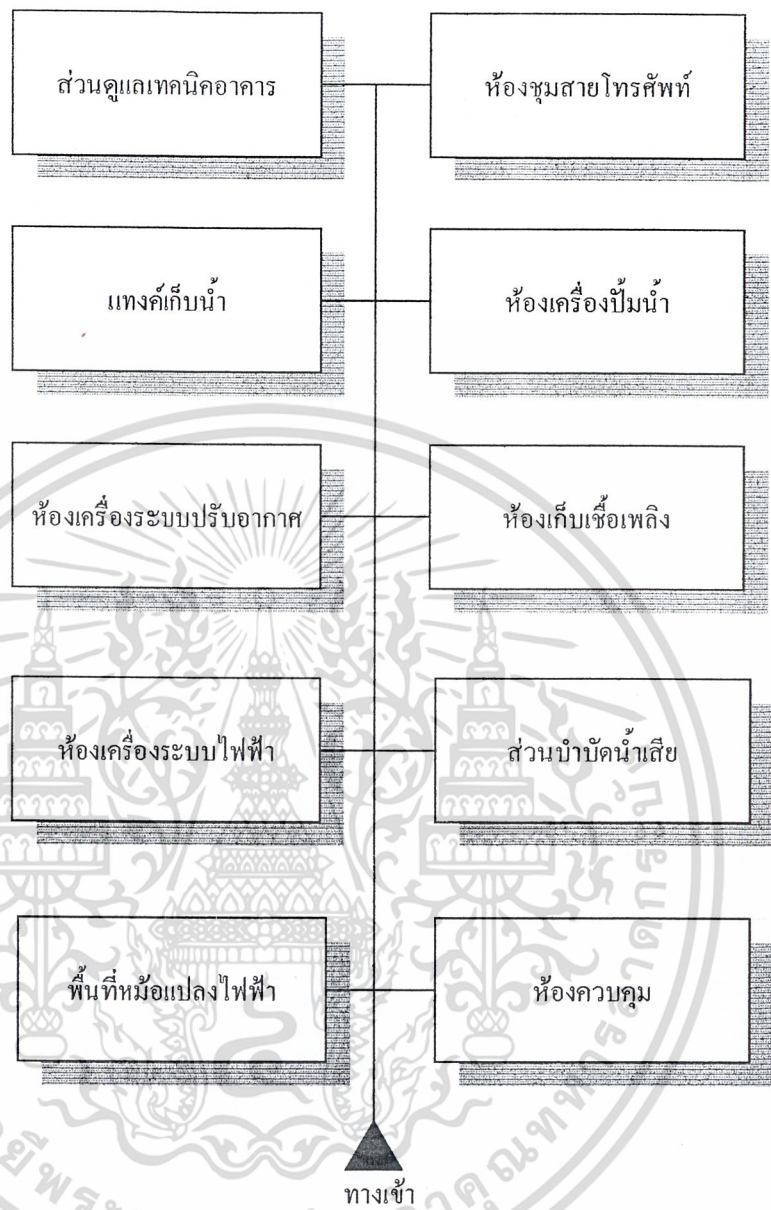 ส่วนดูแลเทคนิคอาคาร
ห้องชุมสายโทรศัพท์
แทงค์เก็บน้ำ
ห้องเครื่องปั้มน้ำ
ห้องเครื่องระบบปรับอากาศ
ห้องเก็บเชื้อเพลิง
ห้องเครื่องระบบไฟฟ้า
ส่วนบำบัดน้ำเสีย
พื้นที่หม้อแปลงไฟฟ้า
ห้องควบคุม
ทางเข้า